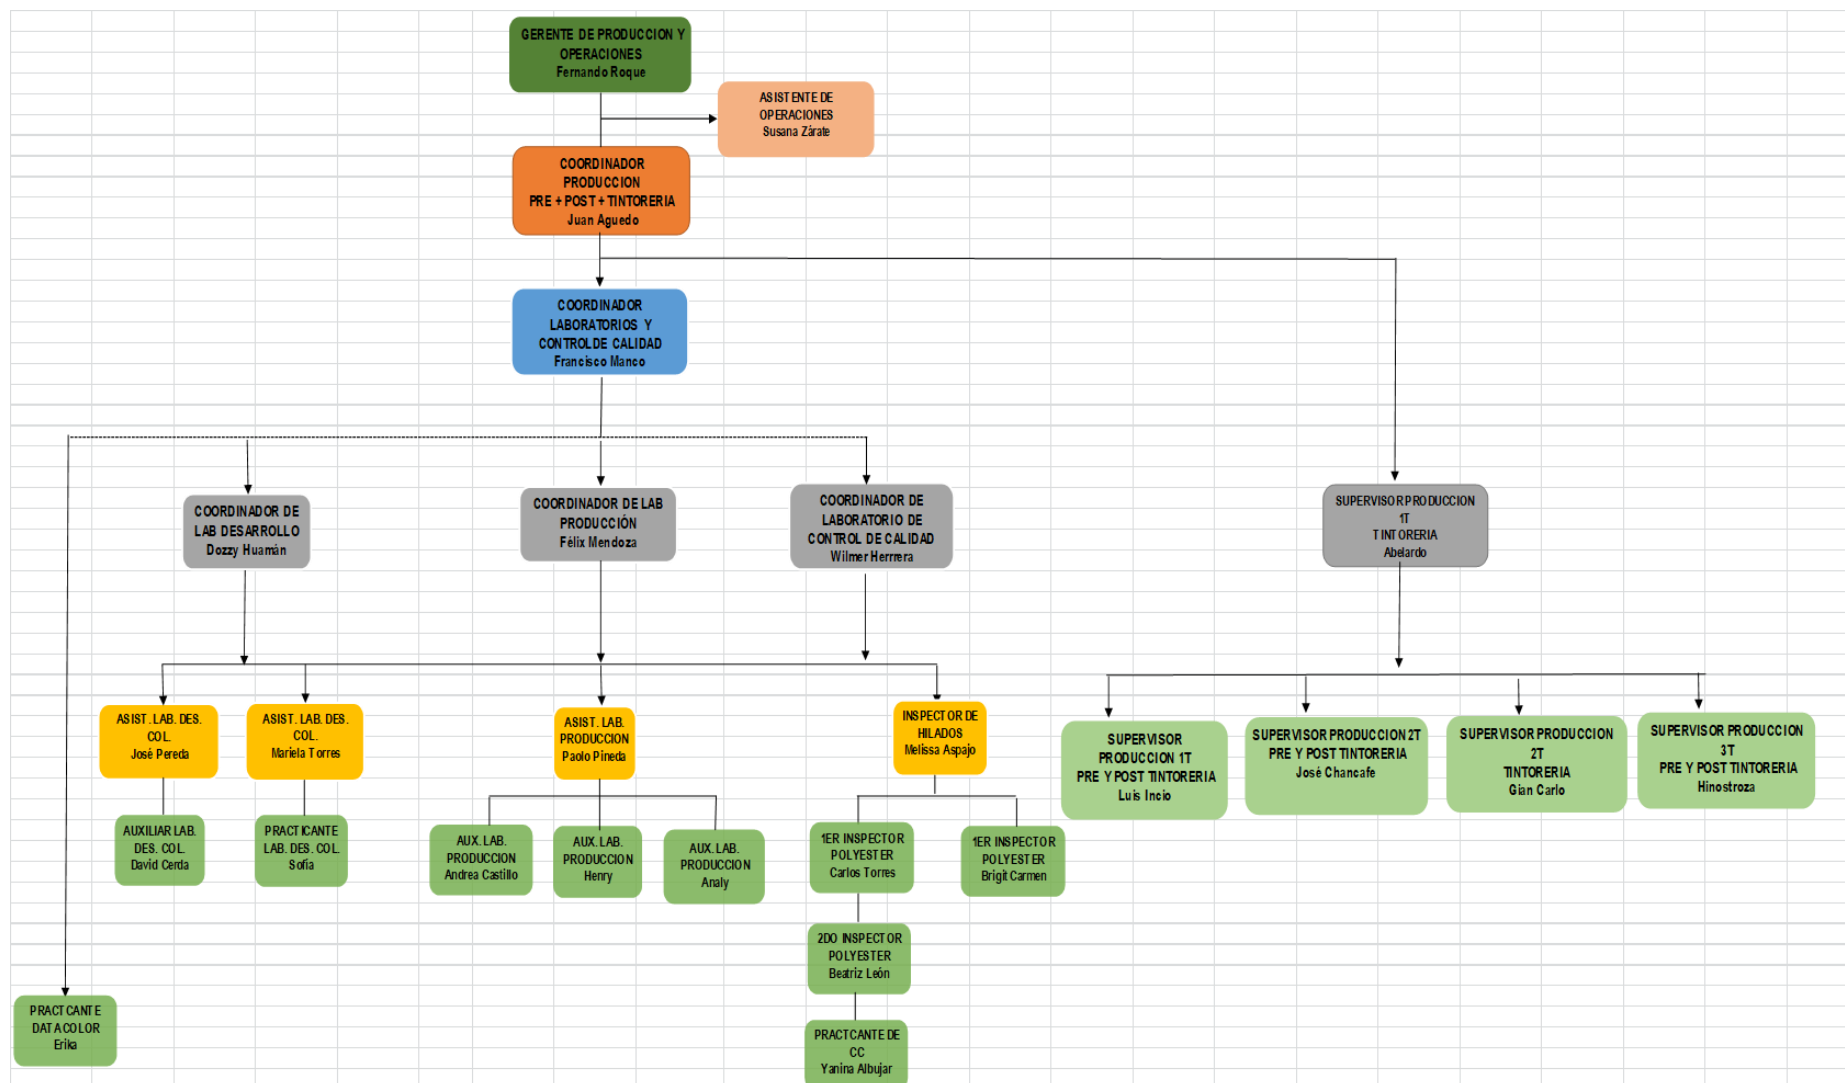 GERENTE DE PRODUCCION Y
OPERACIONES
Fernando Roque
ASISTENTE DE
OPERACIONES
Susana Zárate
COORDINADOR
PRODUCCION
PRE + POST + TINTORERIA
Juan Aguedo
COORDINADOR
LABORATORIOS Y
CONTROL DE CALIDAD
Francisco Manco
COORDINADOR DE
LAB DESARROLLO
Dozzy Huamán
COORDINADOR DE LAB
PRODUCCIÓN
Félix Mendoza
COORDINADOR DE
LABORATORIO DE
CONTROL DE CALIDAD
Wilmer Herrrera
SUPERVISOR PRODUCCION
1T
TINTORERIA
Abelardo
ASIST. LAB. DES.
COL.
José Pereda
ASIST. LAB. DES.
COL.
Mariela Torres
ASIST. LAB.
PRODUCCION
Paolo Pineda
INSPECTOR DE
HILADOS
Melissa Aspajo
SUPERVISOR
PRODUCCION 1T
PRE Y POST TINTORERIA
Luis Incio
SUPERVISOR PRODUCCION 2T
PRE Y POST TINTORERIA
José Chancafe
SUPERVISOR PRODUCCION
2T
TINTORERIA
Gian Carlo
SUPERVISOR PRODUCCION
3T
PRE Y POST TINTORERIA
Hinostroza
AUXILIAR LAB.
DES. COL.
David Cerda
PRACTICANTE
LAB. DES. COL.
Sofía
AUX. LAB.
PRODUCCION
Andrea Castillo
AUX. LAB.
PRODUCCION
Henry
AUX. LAB.
PRODUCCION
Analy
1ER INSPECTOR
POLYESTER
Carlos Torres
1ER INSPECTOR
POLYESTER
Brigit Carmen
2DO INSPECTOR
POLYESTER
Beatriz León
PRACTCANTE
DATACOLOR
Erika
PRACTCANTE DE
CC
Yanina Albujar